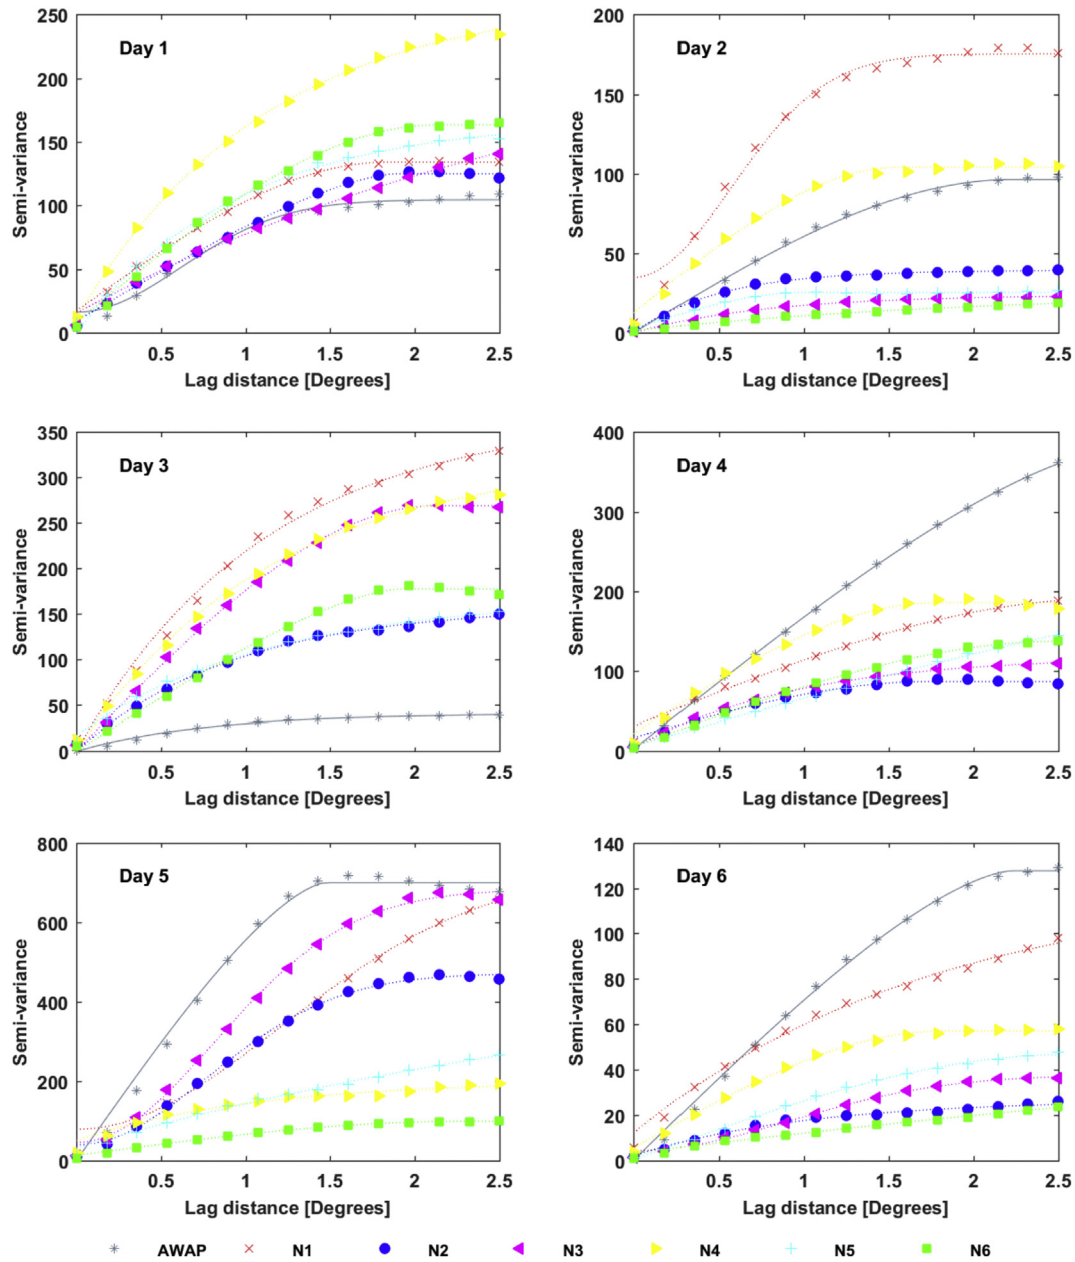 Day 1
Semi-variance
250
200
150
100
50
0
0.5 1 1.5 2 2.5
Lag distance [Degrees]
Day 2
Semi-variance
200
150
100
50
0
0.5 1 1.5 2 2.5
Lag distance [Degrees]
Day 3
Semi-variance
350
300
250
200
150
100
50
0
0.5 1 1.5 2 2.5
Lag distance [Degrees]
Day 4
Semi-variance
400
300
200
100
0
0.5 1 1.5 2 2.5
Lag distance [Degrees]
Day 5
Semi-variance
800
600
400
200
0
0.5 1 1.5 2 2.5
Lag distance [Degrees]
Day 6
Semi-variance
140
120
100
80
60
40
20
0
0.5 1 1.5 2 2.5
Lag distance [Degrees]
AWAP N1 N2 N3 N4 N5 N6